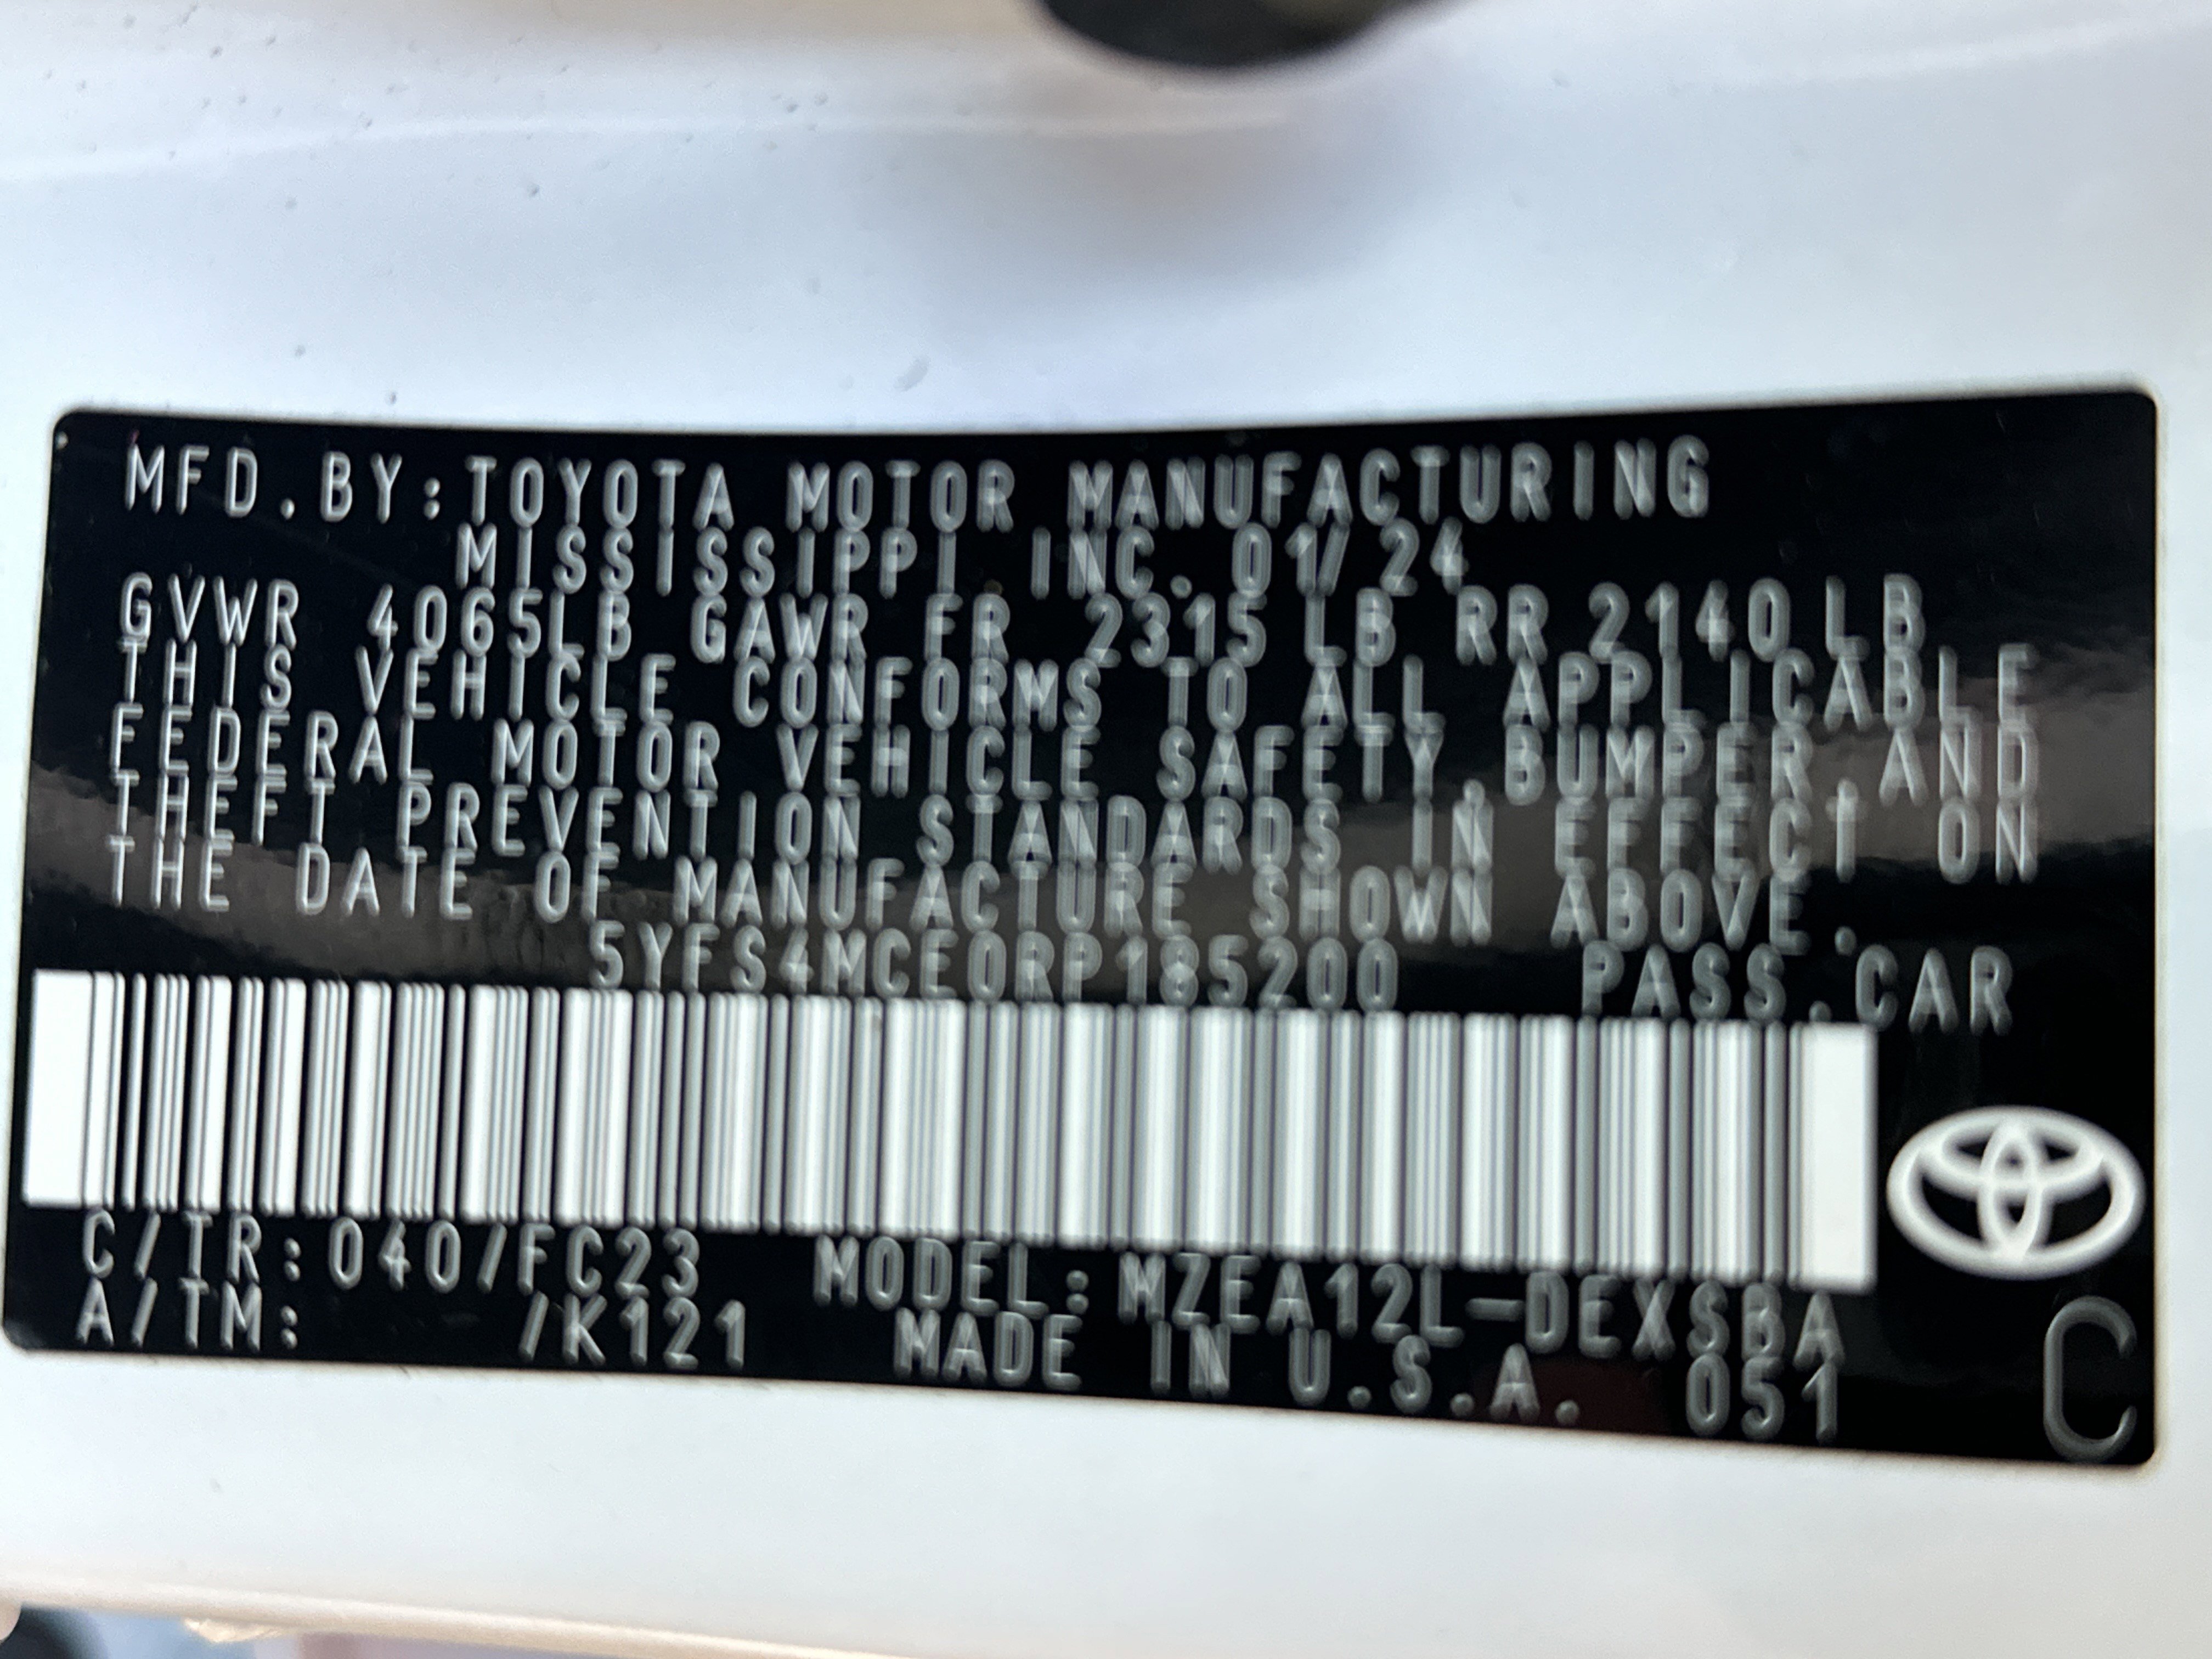 MFD.BY:TOYOTA MOTOR MANUFACTURING
MISSISSIPPI INC. 01/24
GVWR 4065LB GAWR FR 2315 LB RR 2140 LB
THIS VEHICLE CONFORMS TO ALL APPLICABLE
FEDERAL MOTOR VEHICLE SAFETY,BUMPER,AND
THEFT PREVENTION STANDARDS IN EFFECT ON
THE DATE OF MANUFACTURE SHOWN ABOVE.
5YFS4MCE0RP185200 PASS.CAR
C/TR:040/FC23 MODEL:MZEA12L-DEXSBA
A/TM: /K121 MADE IN U.S.A. 051
C